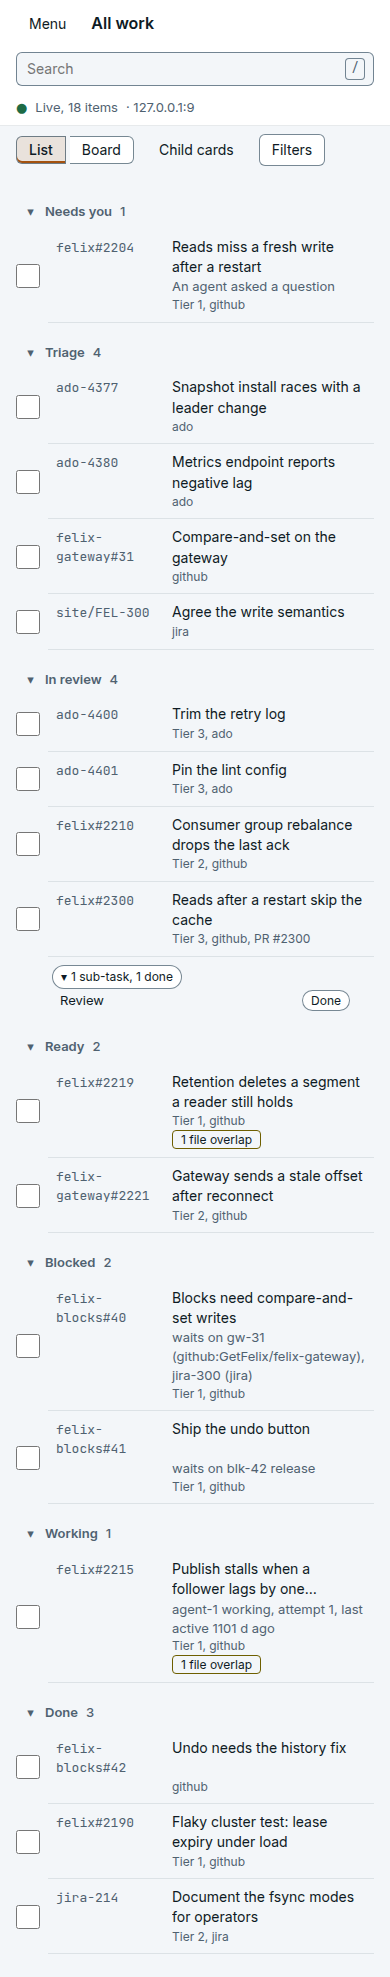 Menu All work
Search /
Live, 18 items · 127.0.0.1:9
List Board Child cards Filters
▾ Needs you 1
felix#2204 Reads miss a fresh write
after a restart
An agent asked a question
Tier 1, github
▾ Triage 4
ado-4377 Snapshot install races with a
leader change
ado
ado-4380 Metrics endpoint reports
negative lag
ado
felix- Compare-and-set on the
gateway#31 gateway
github
site/FEL-300 Agree the write semantics
jira
▾ In review 4
ado-4400 Trim the retry log
Tier 3, ado
ado-4401 Pin the lint config
Tier 3, ado
felix#2210 Consumer group rebalance
drops the last ack
Tier 2, github
felix#2300 Reads after a restart skip the
cache
Tier 3, github, PR #2300
▾ 1 sub-task, 1 done
Review Done
▾ Ready 2
felix#2219 Retention deletes a segment
a reader still holds
Tier 1, github
1 file overlap
felix- Gateway sends a stale offset
gateway#2221 after reconnect
Tier 2, github
▾ Blocked 2
felix- Blocks need compare-and-
blocks#40 set writes
waits on gw-31
(github:GetFelix/felix-gateway),
jira-300 (jira)
Tier 1, github
felix- Ship the undo button
blocks#41
waits on blk-42 release
Tier 1, github
▾ Working 1
felix#2215 Publish stalls when a
follower lags by one...
agent-1 working, attempt 1, last
active 1101 d ago
Tier 1, github
1 file overlap
▾ Done 3
felix- Undo needs the history fix
blocks#42
github
felix#2190 Flaky cluster test: lease
expiry under load
Tier 1, github
jira-214 Document the fsync modes
for operators
Tier 2, jira